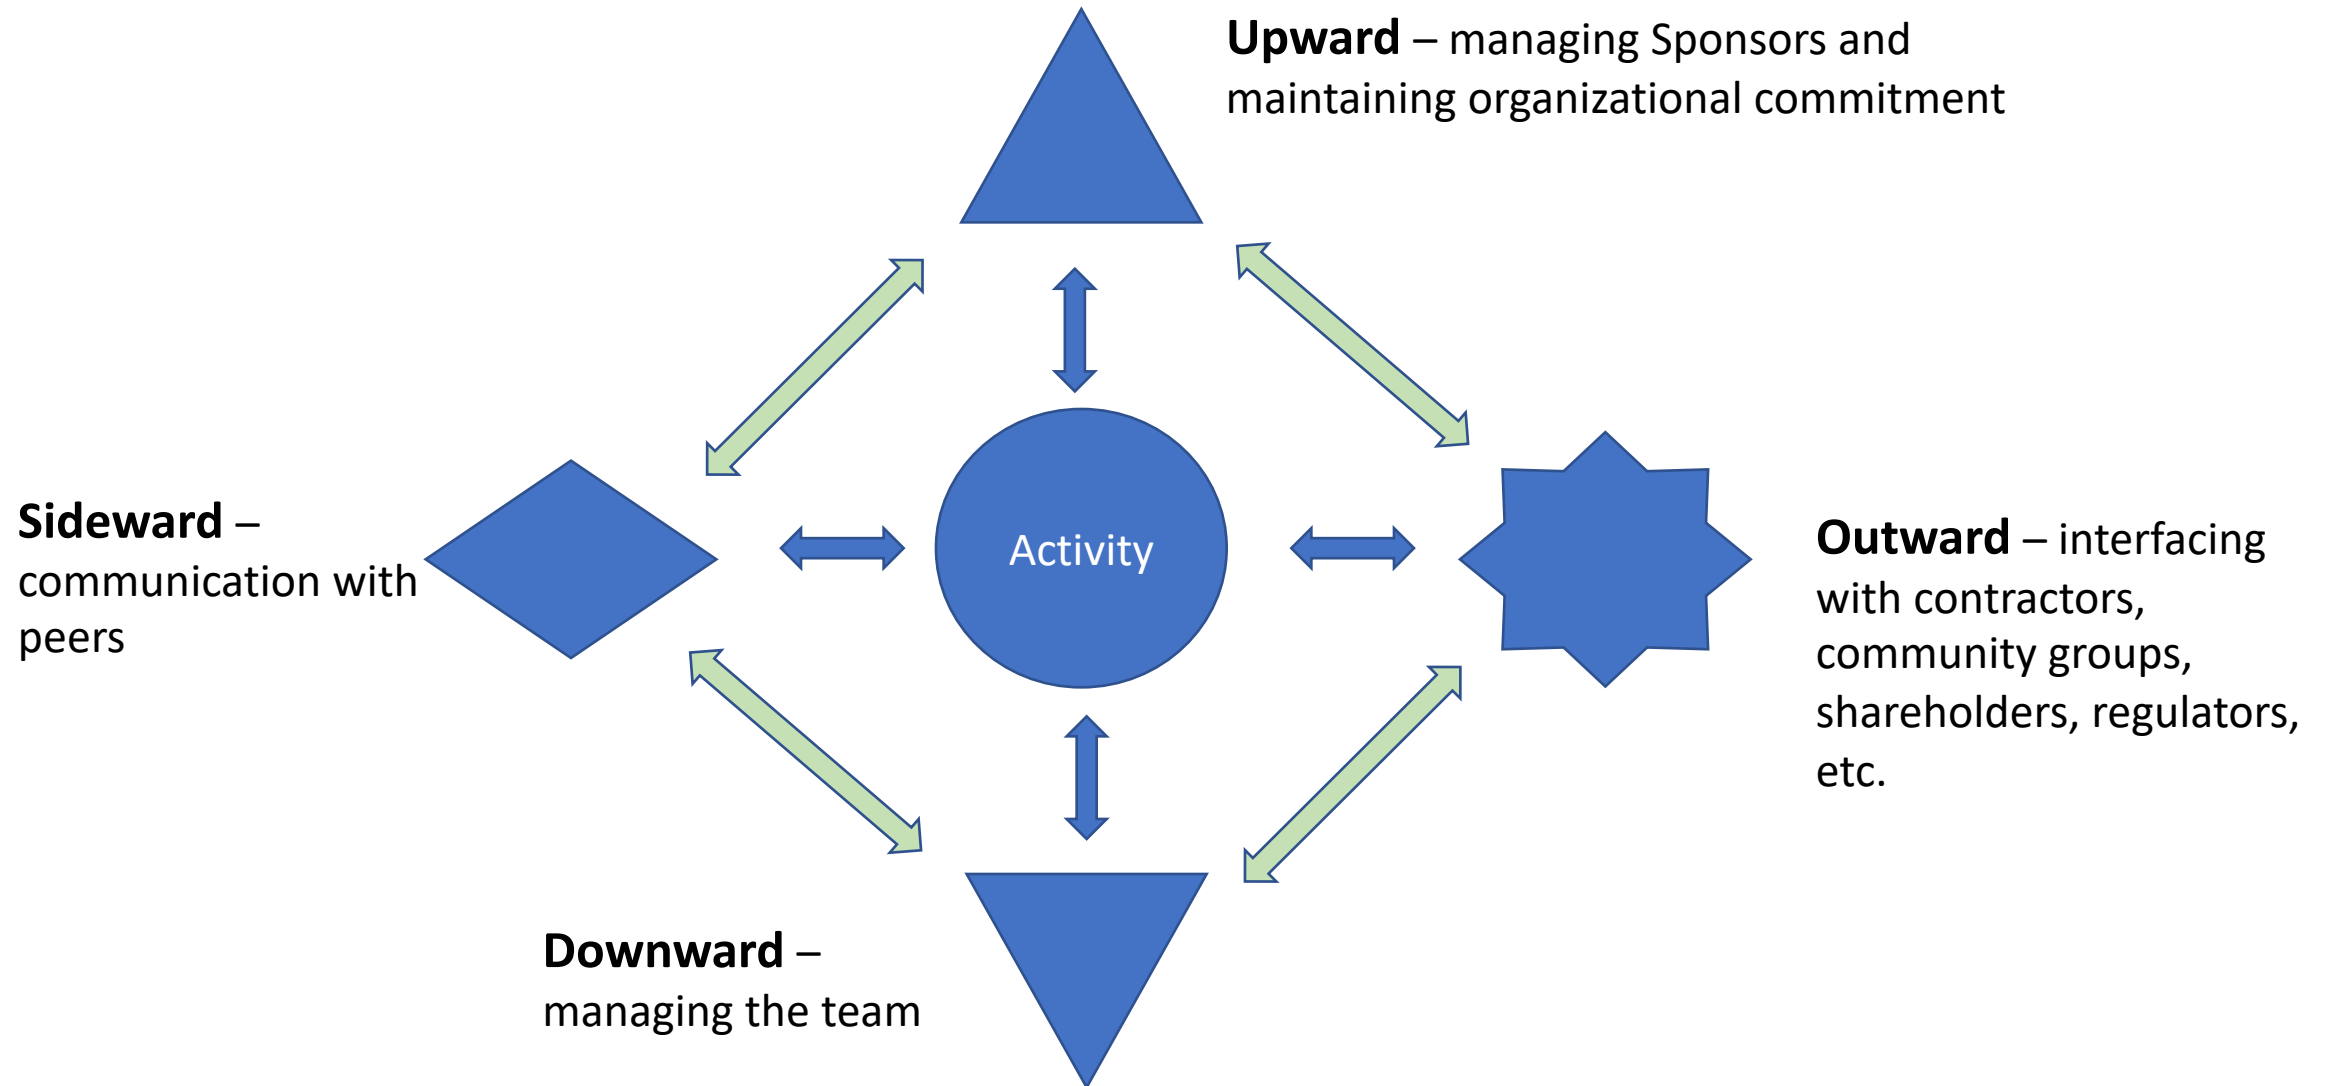 Upward – managing Sponsors and
maintaining organizational commitment
Sideward –
communication with
peers
Activity
Outward – interfacing
with contractors,
community groups,
shareholders, regulators,
etc.
Downward –
managing the team